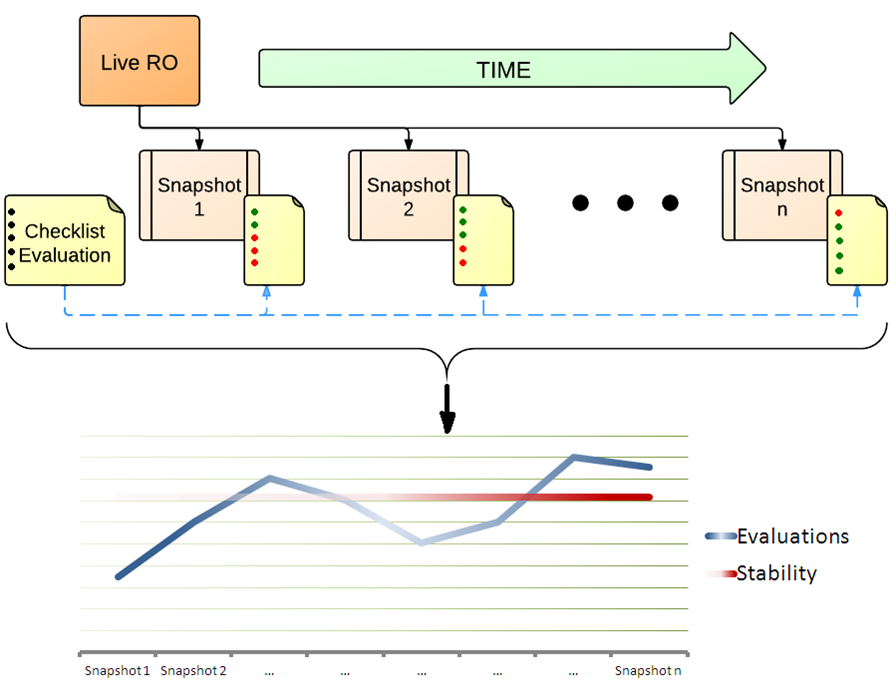 Live RO
TIME
Snapshot
1
Snapshot
2
Snapshot
n
Checklist
Evaluation
Evaluations
Stability
Snapshot 1
Snapshot 2
...
...
...
...
...
Snapshot n